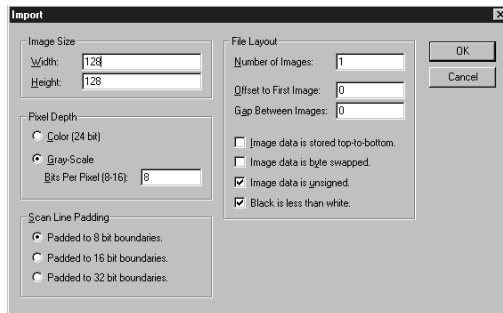 Import
Image Size
Width: 128
Height: 128
Pixel Depth
Color (24 bit)
Gray-Scale
Bits Per Pixel (8-16): 8
Scan Line Padding
Padded to 8 bit boundaries.
Padded to 16 bit boundaries.
Padded to 32 bit boundaries.
File Layout
Number of Images: 1
Offset to First Image: 0
Gap Between Images: 0
Image data is stored top-to-bottom.
Image data is byte swapped.
Image data is unsigned.
Black is less than white.
OK
Cancel